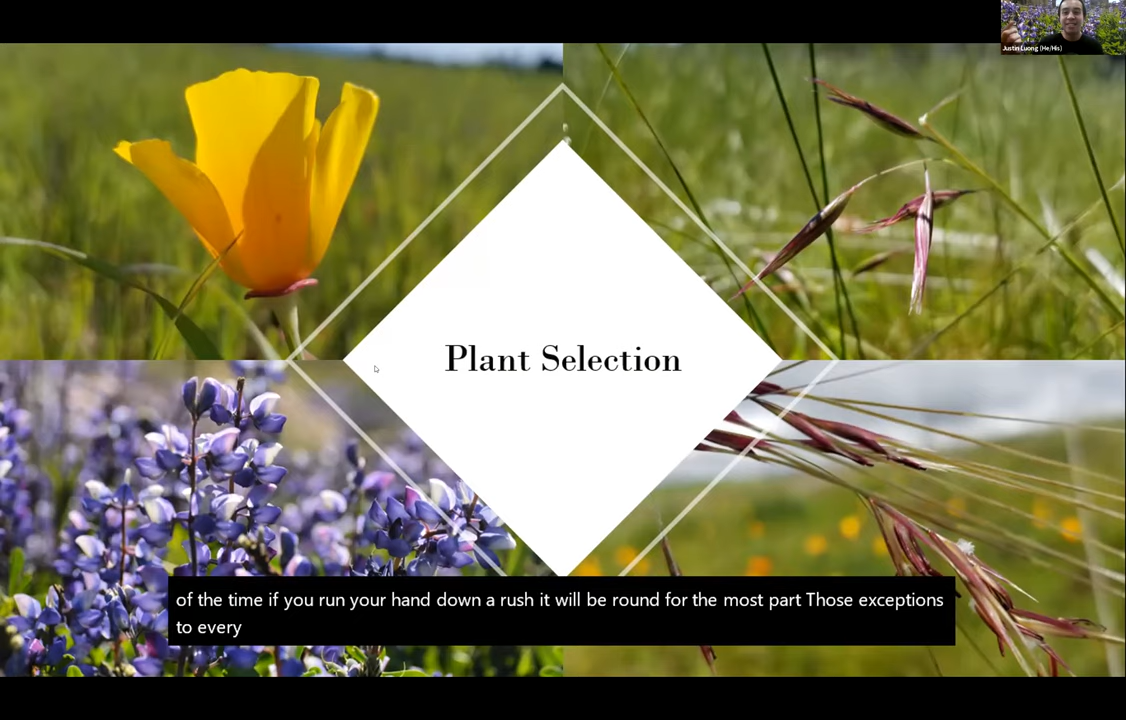 Justin Luong (He/His)
Plant Selection
of the time if you run your hand down a rush it will be round for the most part Those exceptions
to every